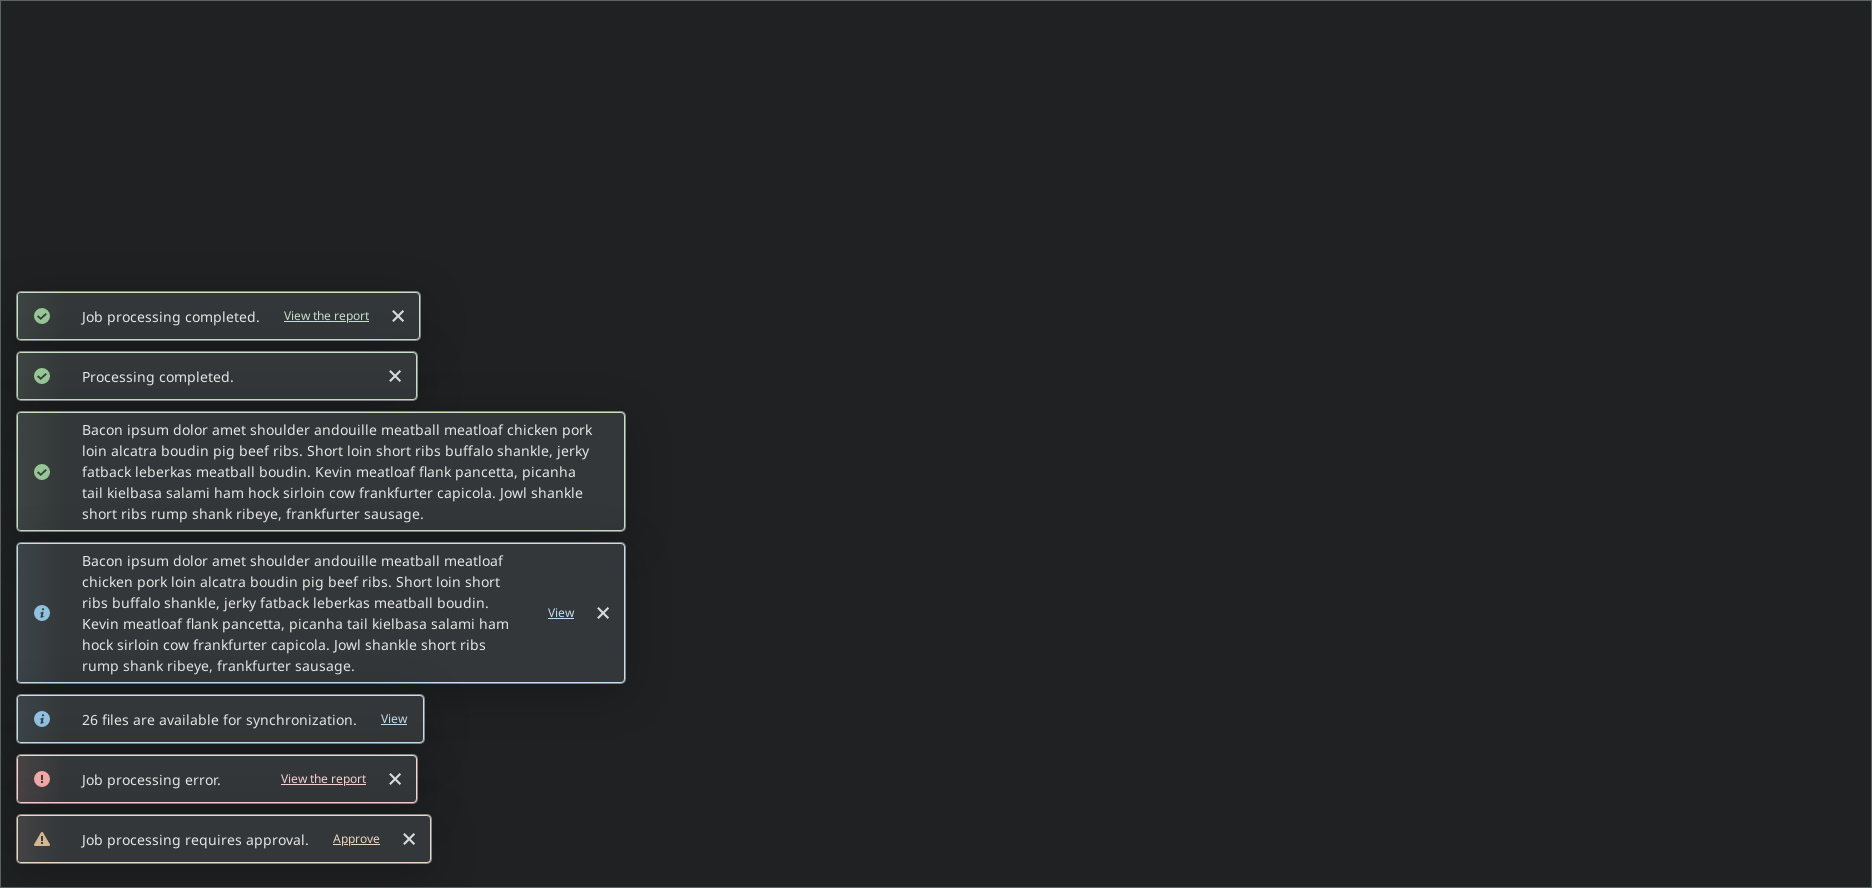 Job processing completed. View the report
Processing completed.
Bacon ipsum dolor amet shoulder andouille meatball meatloaf chicken pork
loin alcatra boudin pig beef ribs. Short loin short ribs buffalo shankle, jerky
fatback leberkas meatball boudin. Kevin meatloaf flank pancetta, picanha
tail kielbasa salami ham hock sirloin cow frankfurter capicola. Jowl shankle
short ribs rump shank ribeye, frankfurter sausage.
Bacon ipsum dolor amet shoulder andouille meatball meatloaf
chicken pork loin alcatra boudin pig beef ribs. Short loin short
ribs buffalo shankle, jerky fatback leberkas meatball boudin.
Kevin meatloaf flank pancetta, picanha tail kielbasa salami ham
hock sirloin cow frankfurter capicola. Jowl shankle short ribs
rump shank ribeye, frankfurter sausage.
View
26 files are available for synchronization. View
Job processing error. View the report
Job processing requires approval. Approve